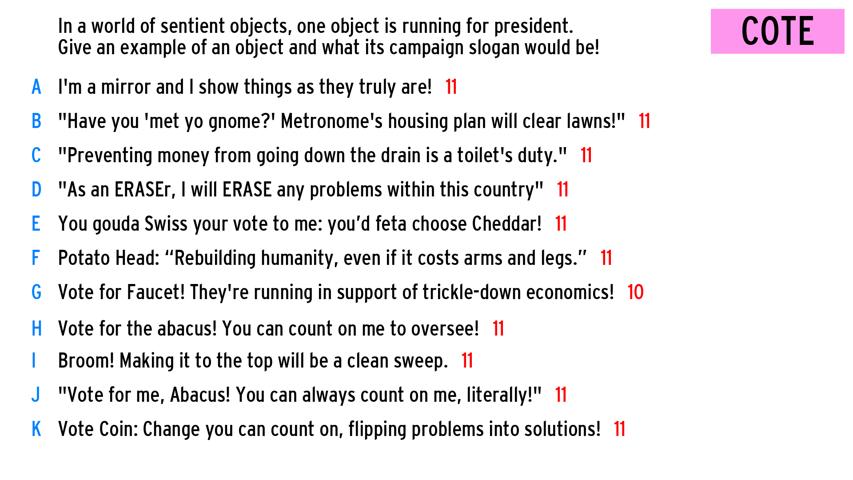 In a world of sentient objects, one object is running for president.
Give an example of an object and what its campaign slogan would be!
COTE
A I'm a mirror and I show things as they truly are! 11
B "Have you 'met yo gnome?' Metronome's housing plan will clear lawns!" 11
C "Preventing money from going down the drain is a toilet's duty." 11
D "As an ERASEr, I will ERASE any problems within this country" 11
E You gouda Swiss your vote to me: you’d feta choose Cheddar! 11
F Potato Head: “Rebuilding humanity, even if it costs arms and legs.” 11
G Vote for Faucet! They're running in support of trickle-down economics! 10
H Vote for the abacus! You can count on me to oversee! 11
I Broom! Making it to the top will be a clean sweep. 11
J "Vote for me, Abacus! You can always count on me, literally!" 11
K Vote Coin: Change you can count on, flipping problems into solutions! 11